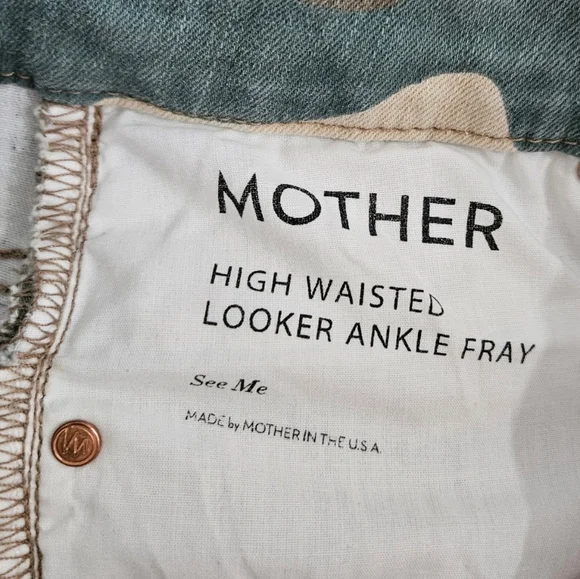 MOTHER
HIGH WAISTED
LOOKER ANKLE FRAY
See Me
MADE by MOTHER IN THE U.S.A.